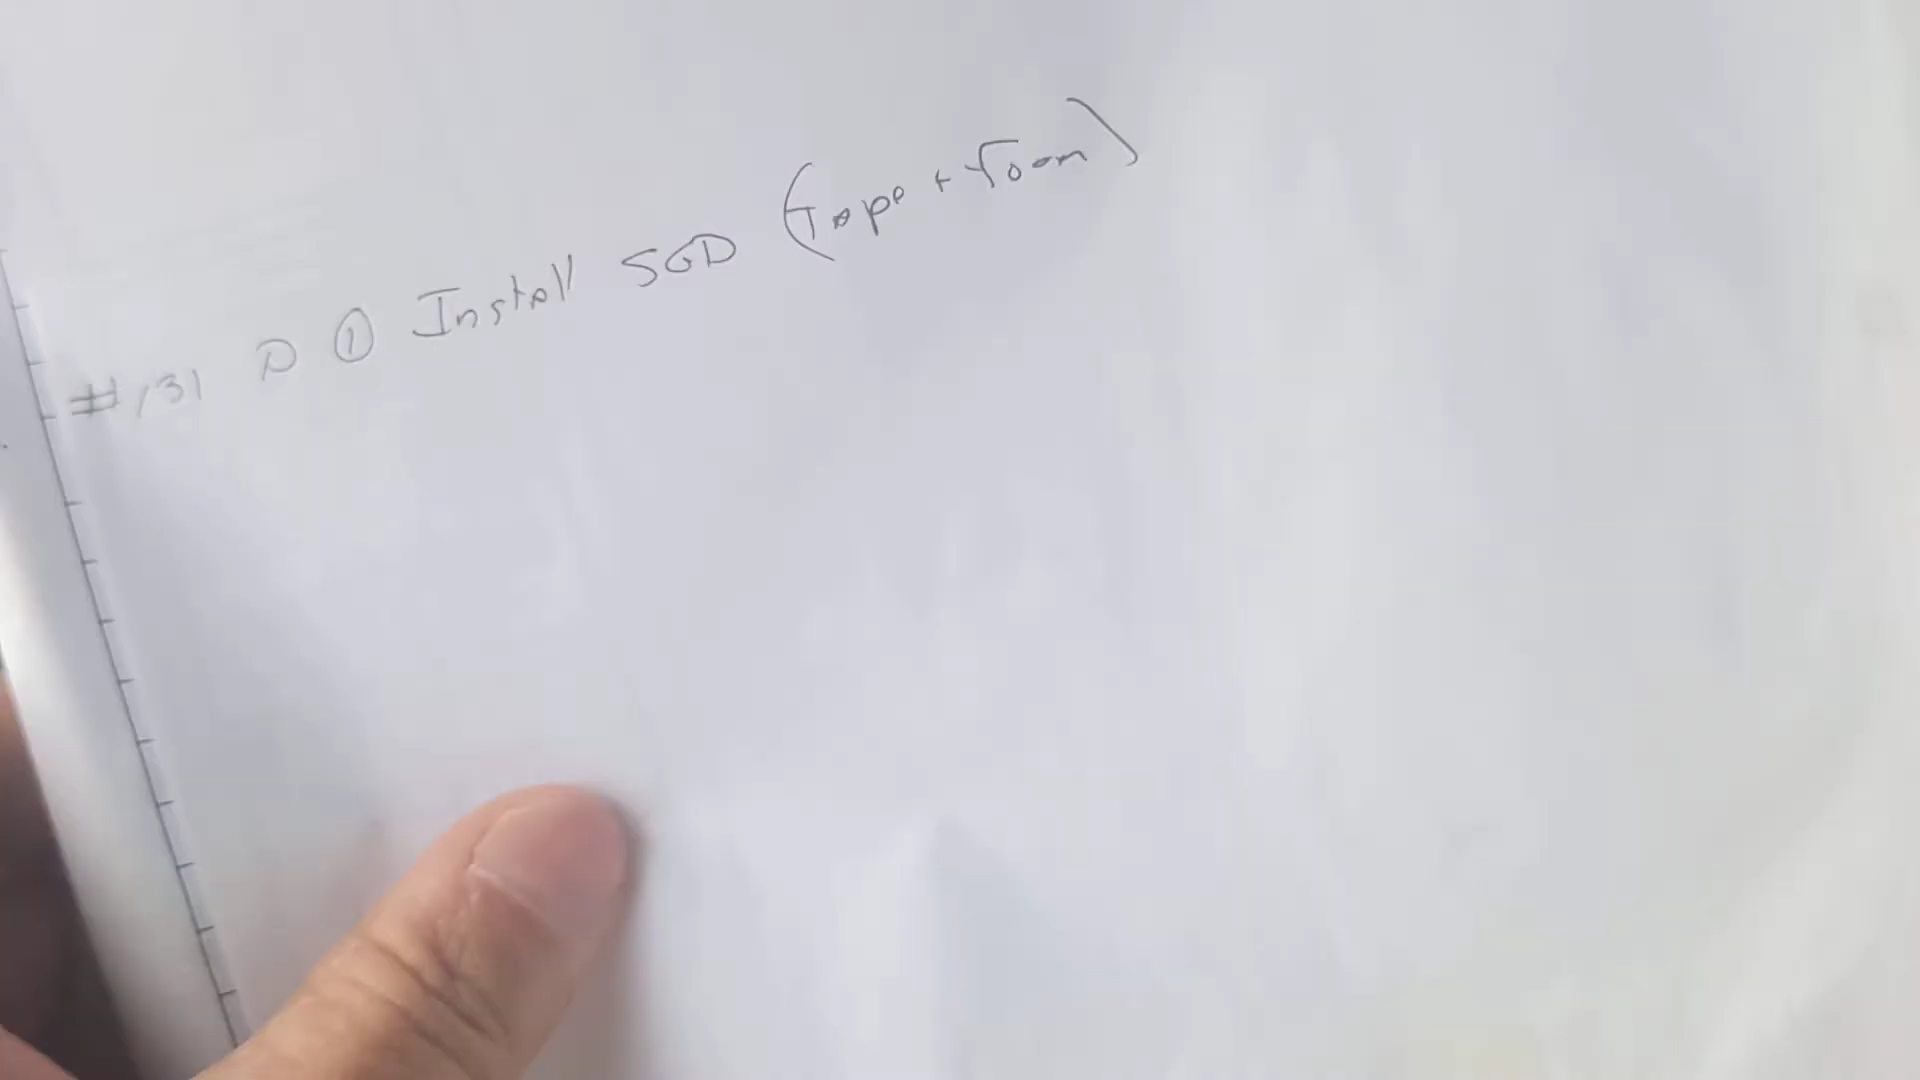 #131 D ① Install SGD (Tape + foam)